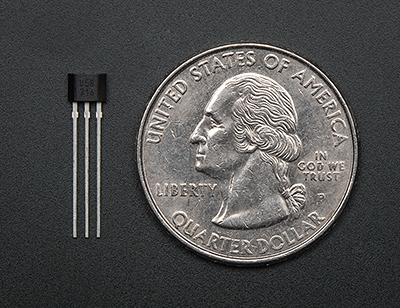 UNITED STATES OF AMERICA
IN
GOD WE
TRUST
LIBERTY
P
QUARTER DOLLAR